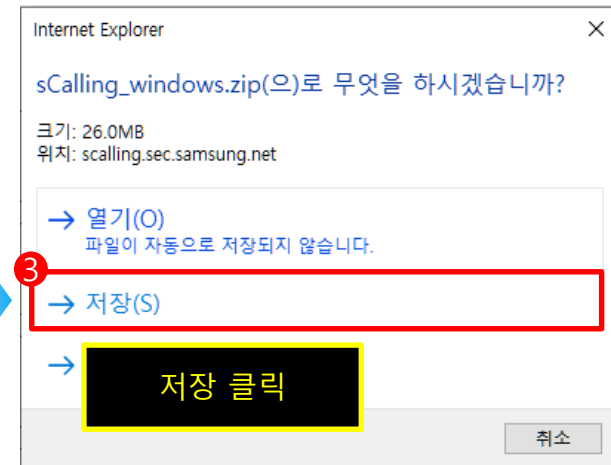 Internet Explorer
sCalling_windows.zip(으)로 무엇을 하시겠습니까?
크기: 26.0MB
위치: scalling.sec.samsung.net
→ 열기(O)
파일이 자동으로 저장되지 않습니다.
3
→ 저장(S)
→
저장 클릭
취소